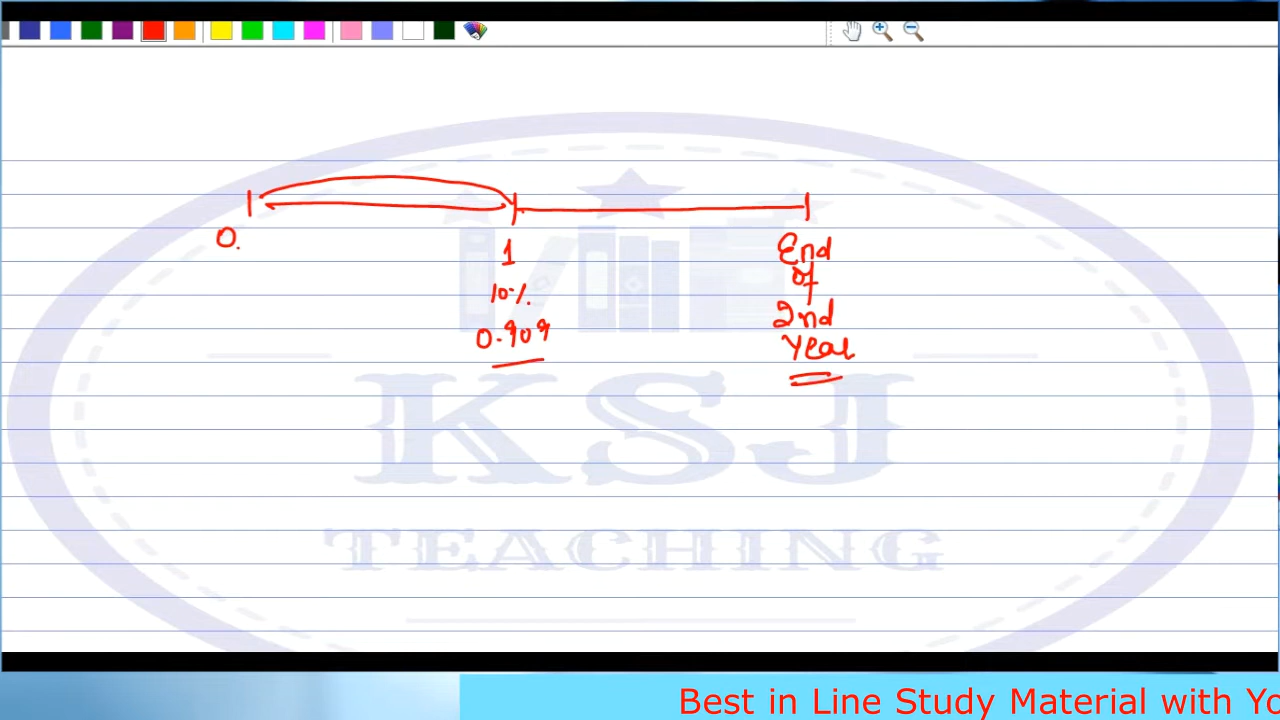 0.
1
10%.
0.909
End
of
2nd
Year
KSJ
TEACHING
Best in Line Study Material with Yo